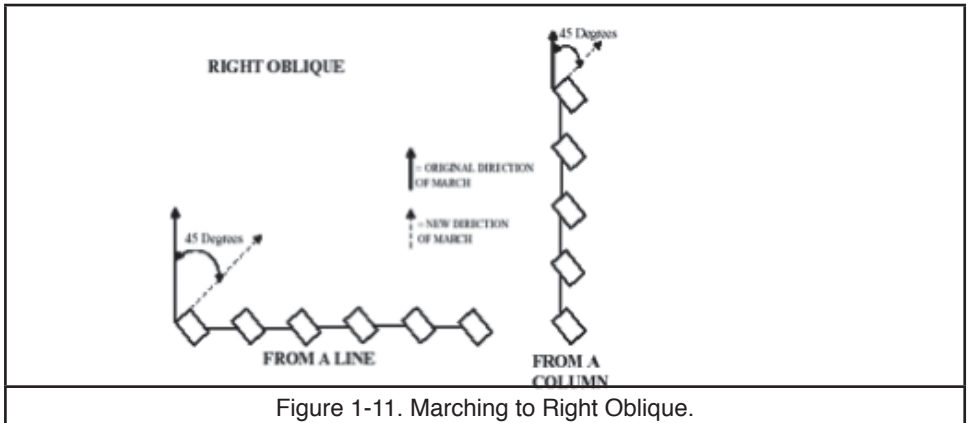 45 Degrees
RIGHT OBLIQUE
= ORIGINAL DIRECTION
OF MARCH
= NEW DIRECTION
OF MARCH
45 Degrees
FROM A LINE
FROM A
COLUMN
Figure 1-11. Marching to Right Oblique.